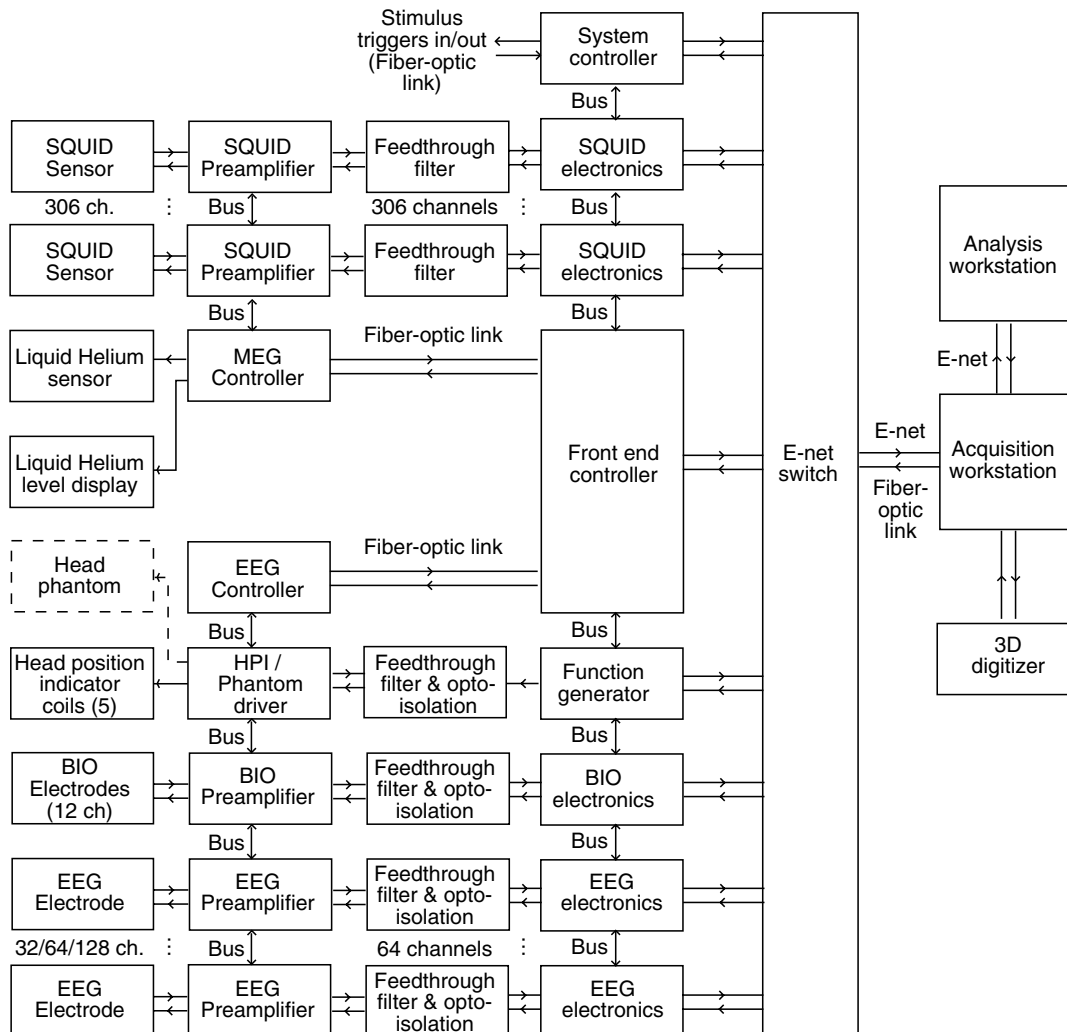 Stimulus
triggers in/out
(Fiber-optic
link)
System
controller
Bus
SQUID
Sensor
SQUID
Preamplifier
Feedthrough
filter
SQUID
electronics
306 ch.
Bus
306 channels
Bus
SQUID
Sensor
SQUID
Preamplifier
Feedthrough
filter
SQUID
electronics
Bus
Bus
Liquid Helium
sensor
MEG
Controller
Fiber-optic link
Liquid Helium
level display
Front end
controller
E-net
switch
Analysis
workstation
E-net
E-net
Fiber-
optic
link
Acquisition
workstation
3D
digitizer
Head
phantom
EEG
Controller
Fiber-optic link
Bus
Bus
Head position
indicator
coils (5)
HPI /
Phantom
driver
Feedthrough
filter & opto-
isolation
Function
generator
Bus
Bus
BIO
Electrodes
(12 ch)
BIO
Preamplifier
Feedthrough
filter & opto-
isolation
BIO
electronics
Bus
Bus
EEG
Electrode
EEG
Preamplifier
Feedthrough
filter & opto-
isolation
EEG
electronics
32/64/128 ch.
Bus
64 channels
Bus
EEG
Electrode
EEG
Preamplifier
Feedthrough
filter & opto-
isolation
EEG
electronics